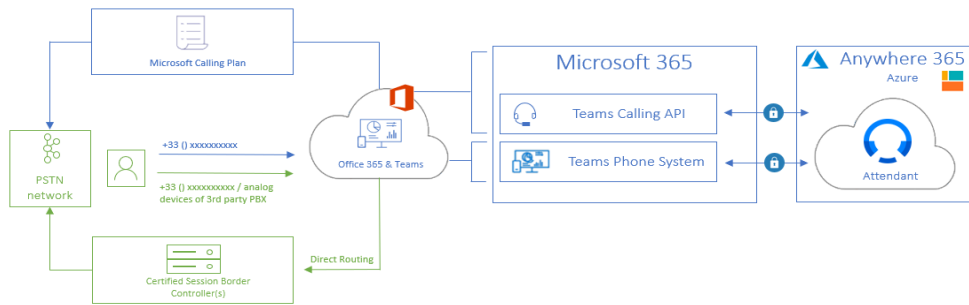 Microsoft Calling Plan
PSTN
network
+33 () xxxxxxxxxx
+33 () xxxxxxxxxx / analog
devices of 3rd party PBX
Certified Session Border
Controller(s)
Direct Routing
Office 365 & Teams
Microsoft 365
Teams Calling API
Teams Phone System
Anywhere 365
Azure
Attendant